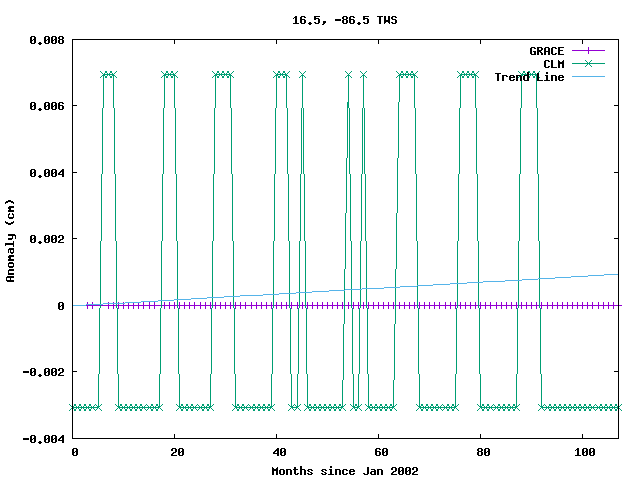 16.5, -86.5 TWS
GRACE
CLM
Trend Line
0.008
0.006
0.004
0.002
0
-0.002
-0.004
Anomaly (cm)
0 20 40 60 80 100
Months since Jan 2002